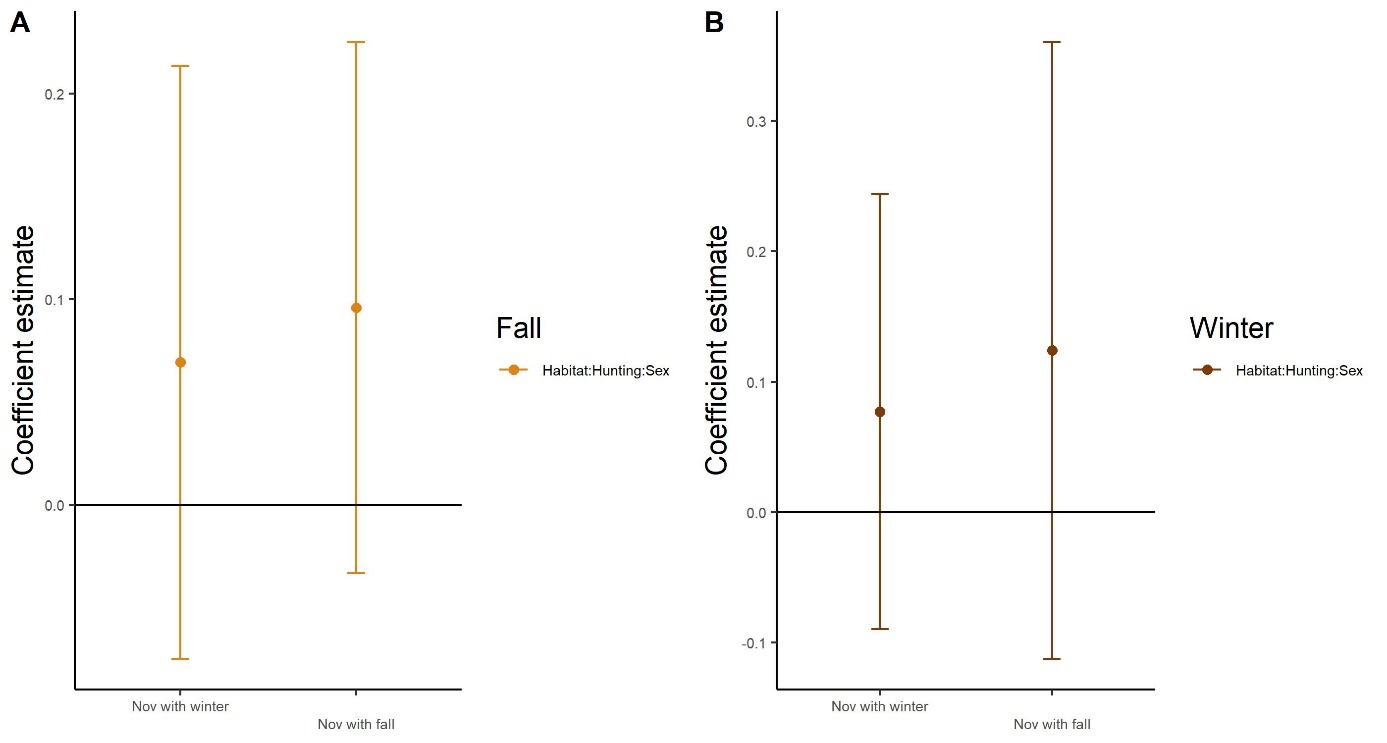 A
Coefficient estimate
0.2
0.1
0.0
Nov with winter
Nov with fall
Fall
Habitat:Hunting:Sex
B
Coefficient estimate
0.3
0.2
0.1
0.0
-0.1
Nov with winter
Nov with fall
Winter
Habitat:Hunting:Sex